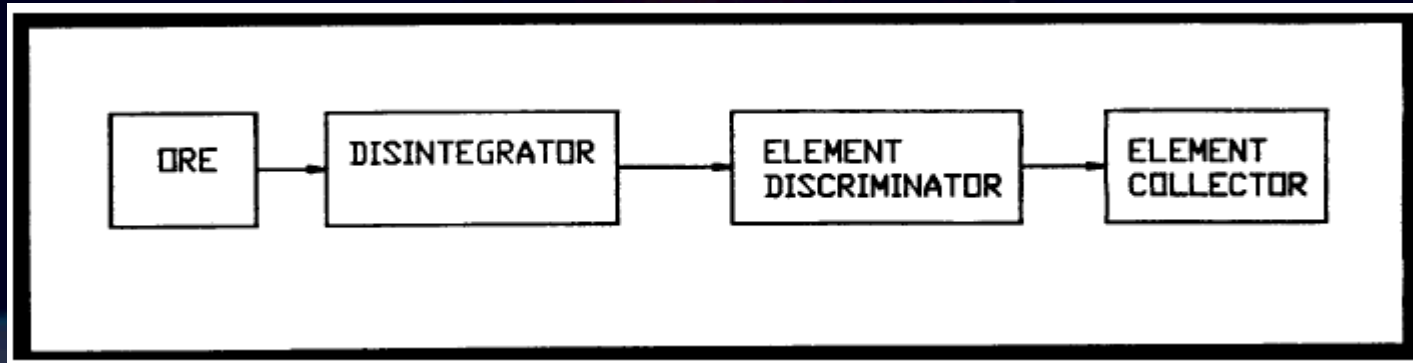 ORE
DISINTEGRATOR
ELEMENT
DISCRIMINATOR
ELEMENT
COLLECTOR